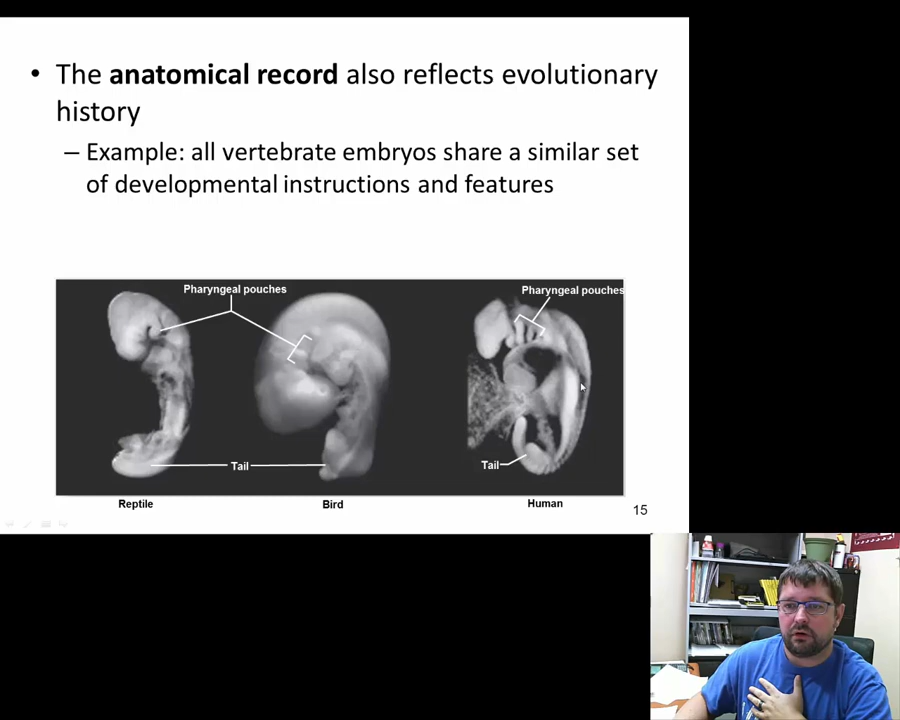 • The anatomical record also reflects evolutionary
history
– Example: all vertebrate embryos share a similar set
of developmental instructions and features
Pharyngeal pouches
Pharyngeal pouches
Tail
Tail
Reptile
Bird
Human
15